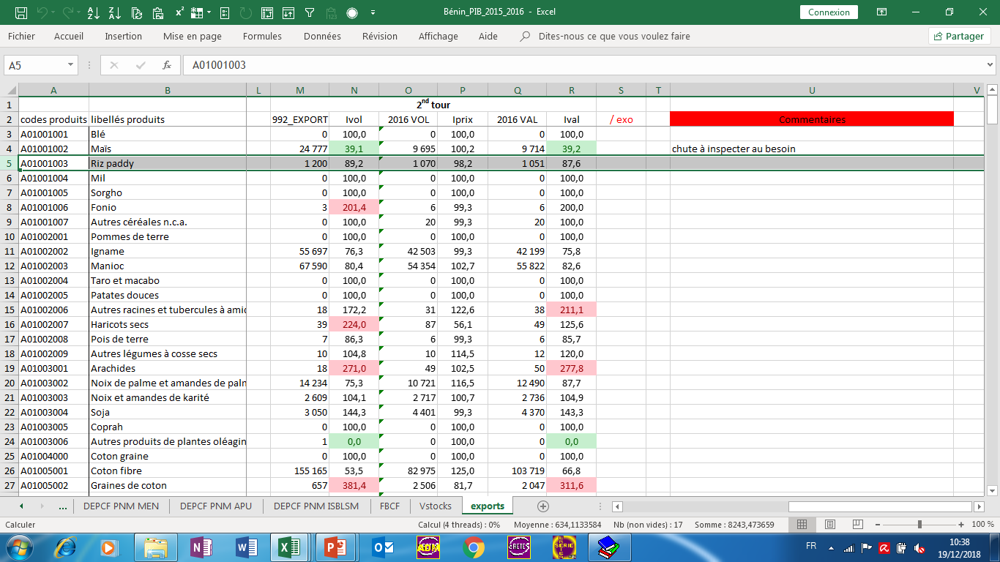 Bénin_PIB_2015_2016 - Excel
Connexion
Fichier Accueil Insertion Mise en page Formules Données Révision Affichage Aide Dites-nous ce que vous voulez faire Partager
A5 fx A01001003
A B L M N O P Q R S T U V
1 2nd tour
2 codes produits libellés produits 992_EXPORT Ivol 2016 VOL Iprix 2016 VAL Ival / exo Commentaires
3 A01001001 Blé 0 100,0 0 100,0 0 100,0
4 A01001002 Maïs 24 777 39,1 9 695 100,2 9 714 39,2 chute à inspecter au besoin
5 A01001003 Riz paddy 1 200 89,2 1 070 98,2 1 051 87,6
6 A01001004 Mil 0 100,0 0 100,0 0 100,0
7 A01001005 Sorgho 0 100,0 0 100,0 0 100,0
8 A01001006 Fonio 3 201,4 6 99,3 6 200,0
9 A01001007 Autres céréales n.c.a. 0 100,0 20 99,3 20 100,0
10 A01002001 Pommes de terre 0 100,0 0 100,0 0 100,0
11 A01002002 Igname 55 697 76,3 42 503 99,3 42 199 75,8
12 A01002003 Manioc 67 590 80,4 54 354 102,7 55 822 82,6
13 A01002004 Taro et macabo 0 100,0 0 100,0 0 100,0
14 A01002005 Patates douces 0 100,0 0 100,0 0 100,0
15 A01002006 Autres racines et tubercules à amid 18 172,2 31 122,6 38 211,1
16 A01002007 Haricots secs 39 224,0 87 56,1 49 125,6
17 A01002008 Pois de terre 7 86,3 6 99,3 6 85,7
18 A01002009 Autres légumes à cosse secs 10 104,8 10 114,5 12 120,0
19 A01003001 Arachides 18 271,0 49 102,5 50 277,8
20 A01003002 Noix de palme et amandes de palm 14 234 75,3 10 721 116,5 12 490 87,7
21 A01003003 Noix et amandes de karité 2 609 104,1 2 717 100,7 2 736 104,9
22 A01003004 Soja 3 050 144,3 4 401 99,3 4 370 143,3
23 A01003005 Coprah 0 100,0 0 100,0 0 100,0
24 A01003006 Autres produits de plantes oléagin 1 0,0 0 100,0 0 0,0
25 A01004000 Coton graine 0 100,0 0 100,0 0 100,0
26 A01005001 Coton fibre 155 165 53,5 82 975 125,0 103 719 66,8
27 A01005002 Graines de coton 657 381,4 2 506 81,7 2 047 311,6
... DEPCF PNM MEN DEPCF PNM APU DEPCF PNM ISBLSM FBCF Vstocks exports
Calculer Calcul (4 threads) : 0% Moyenne : 634,1133584 Nb (non vides) : 17 Somme : 8243,473659 100 %
FR 10:38
19/12/2018